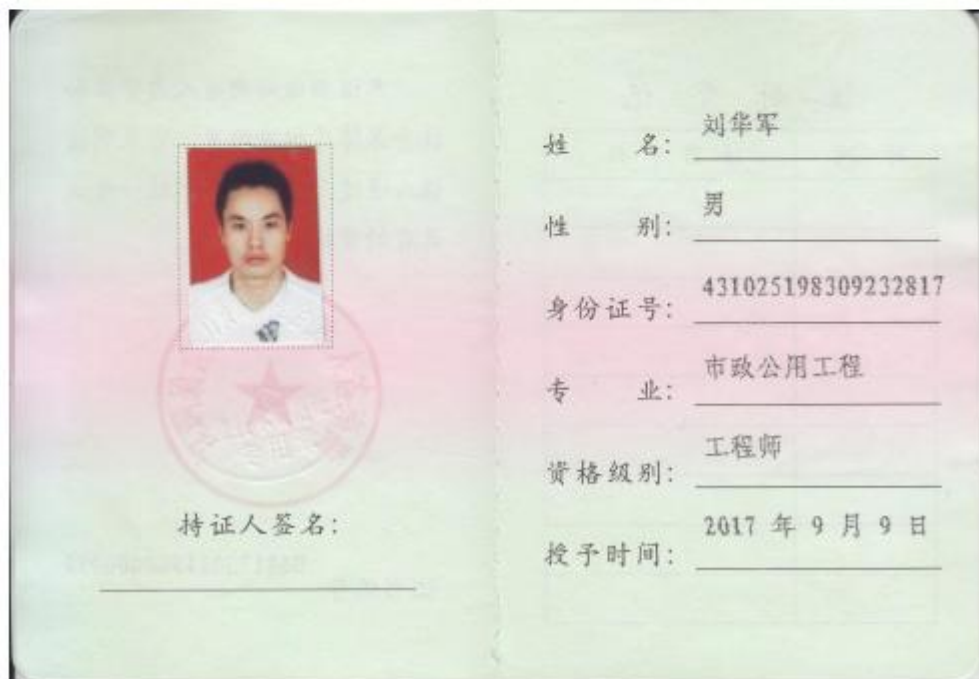 持证人签名:
姓 名: 刘华军
性 别: 男
身份证号: 431025198309232817
专 业: 市政公用工程
资格级别: 工程师
授予时间: 2017 年 9 月 9 日